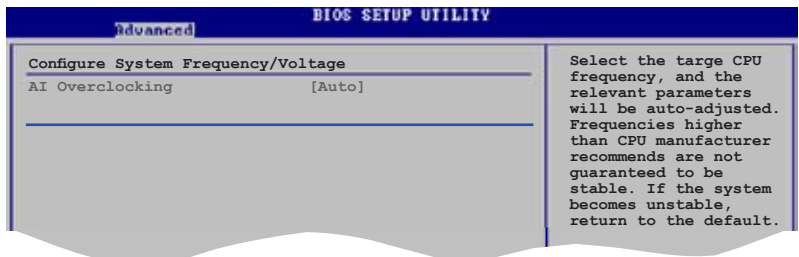 BIOS SETUP UTILITY
Advanced
Configure System Frequency/Voltage
AI Overclocking [Auto]
Select the targe CPU
frequency, and the
relevant parameters
will be auto-adjusted.
Frequencies higher
than CPU manufacturer
recommends are not
guaranteed to be
stable. If the system
becomes unstable,
return to the default.